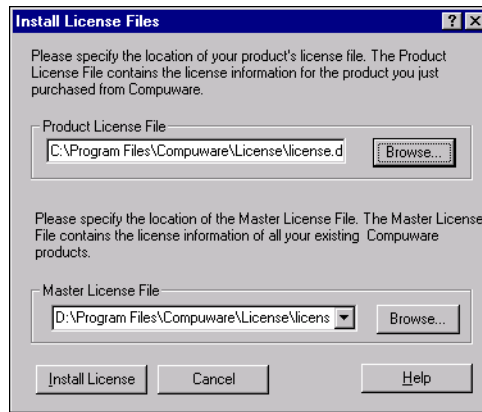 Install License Files
Please specify the location of your product's license file. The Product
License File contains the license information for the product you just
purchased from Compuware.
Product License File
C:\Program Files\Compuware\License\license.d
Browse...
Please specify the location of the Master License File. The Master License
File contains the license information of all your existing Compuware
products.
Master License File
D:\Program Files\Compuware\License\licens
Browse...
Install License Cancel Help